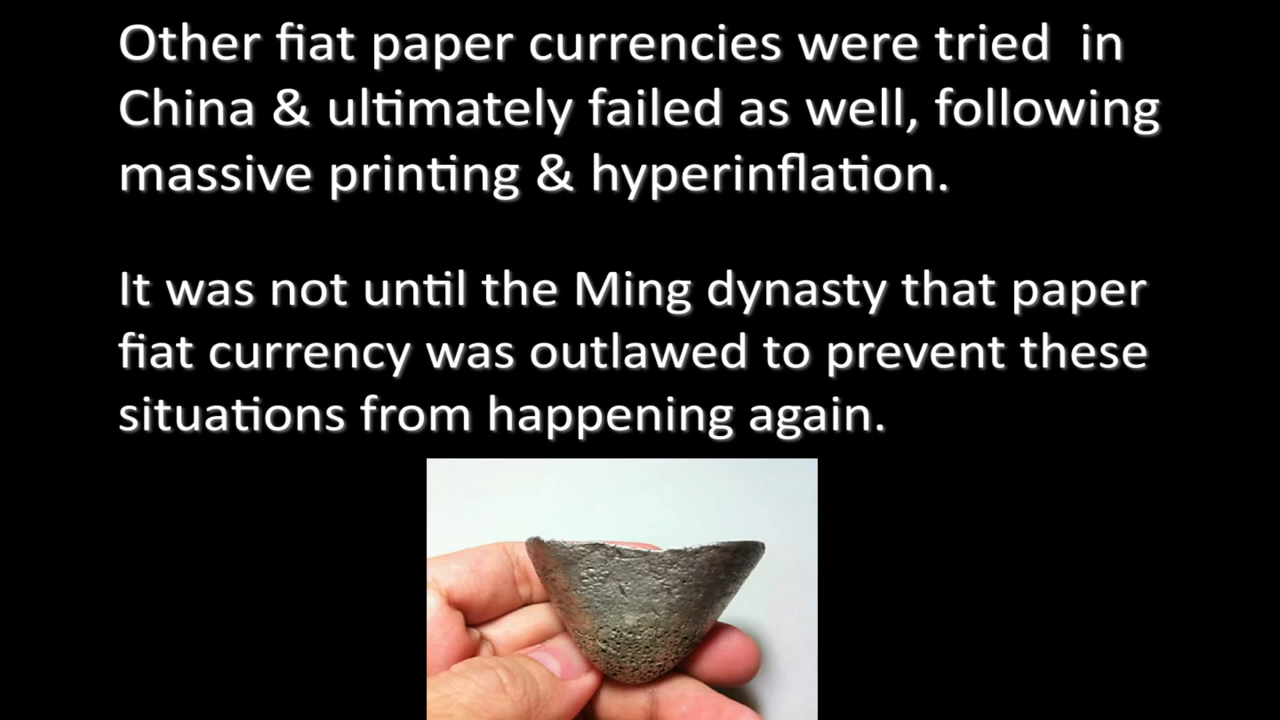 Other fiat paper currencies were tried in
China & ultimately failed as well, following
massive printing & hyperinflation.
It was not until the Ming dynasty that paper
fiat currency was outlawed to prevent these
situations from happening again.